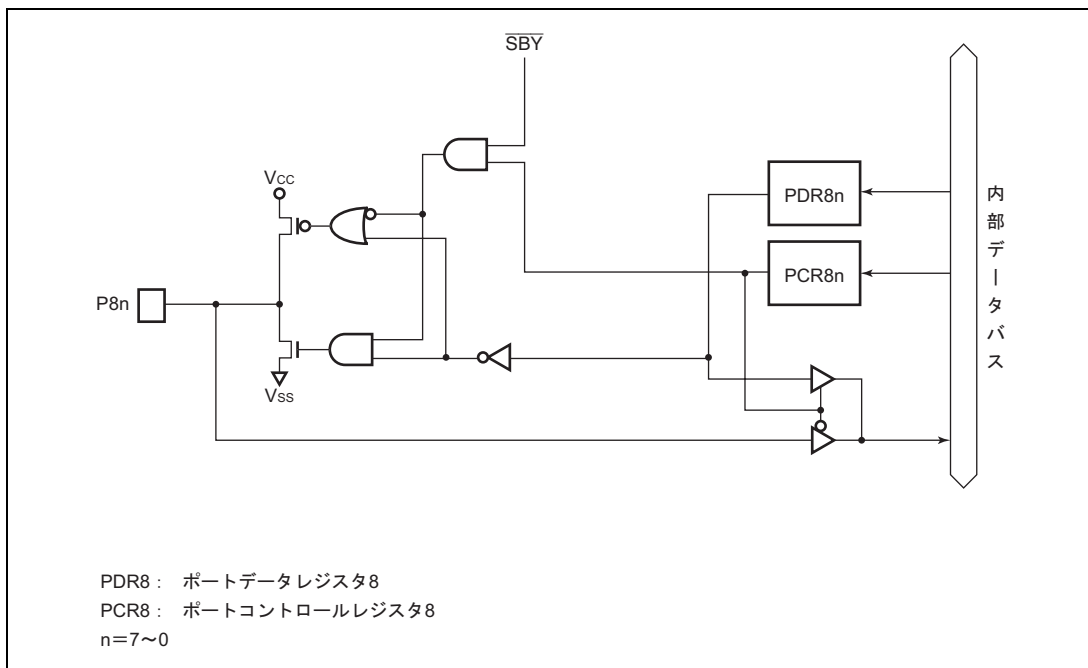 SBY
VCC
PDR8n
PCR8n
内部データバス
P8n
VSS
PDR8： ポートデータレジスタ8
PCR8： ポートコントロールレジスタ8
n＝7～0